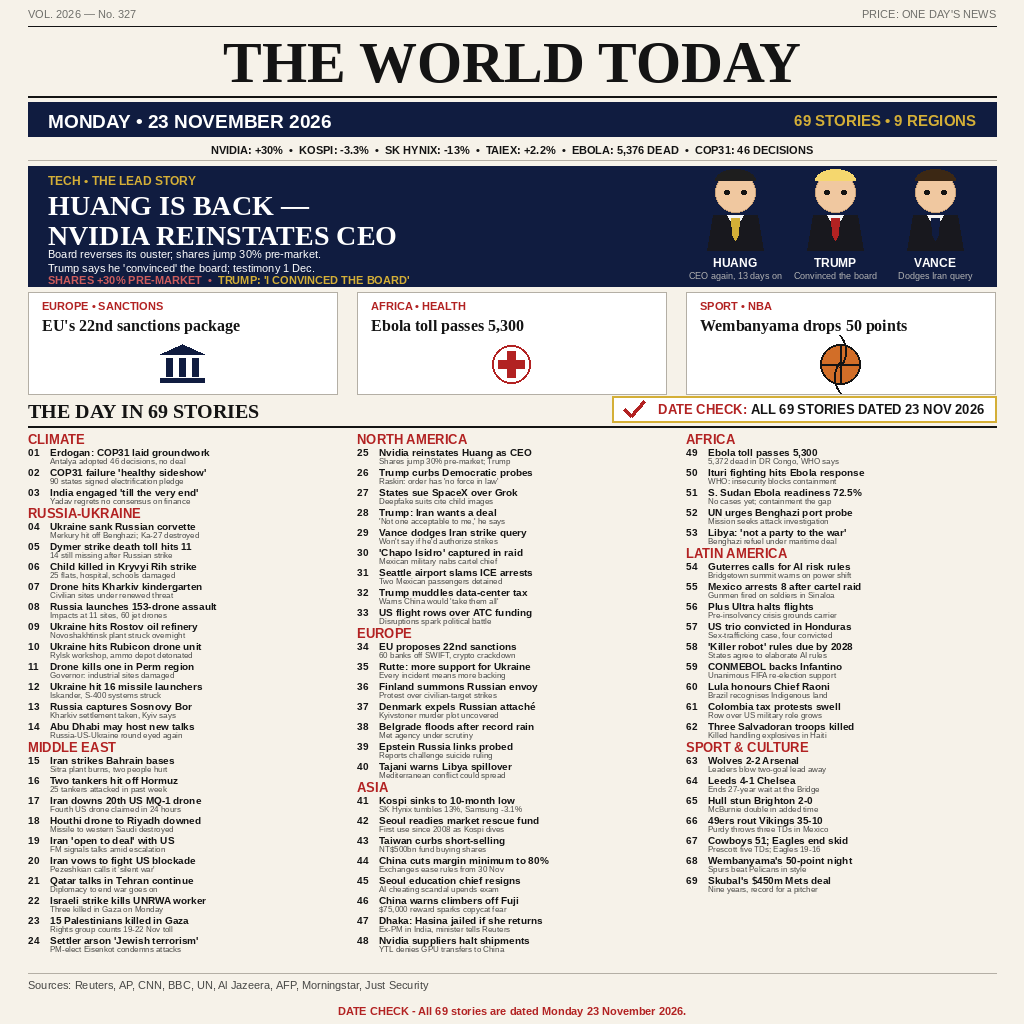 VOL. 2026 — No. 327
PRICE: ONE DAY'S NEWS
THE WORLD TODAY
MONDAY • 23 NOVEMBER 2026
69 STORIES • 9 REGIONS
NVIDIA: +30% • KOSPI: -3.3% • SK HYNIX: -13% • TAIEX: +2.2% • EBOLA: 5,376 DEAD • COP31: 46 DECISIONS
TECH • THE LEAD STORY
HUANG IS BACK —
NVIDIA REINSTATES CEO
Board reverses its ouster; shares jump 30% pre-market.
Trump says he 'convinced' the board; testimony 1 Dec.
SHARES +30% PRE-MARKET • TRUMP: 'I CONVINCED THE BOARD'
HUANG
CEO again, 13 days on
TRUMP
Convinced the board
VANCE
Dodges Iran query
EUROPE • SANCTIONS
EU's 22nd sanctions package
AFRICA • HEALTH
Ebola toll passes 5,300
SPORT • NBA
Wembanyama drops 50 points
THE DAY IN 69 STORIES
DATE CHECK: ALL 69 STORIES DATED 23 NOV 2026
CLIMATE
01 Erdogan: COP31 laid groundwork
Antalya adopted 46 decisions, no deal
02 COP31 failure 'healthy sideshow'
90 states signed electrification pledge
03 India engaged 'till the very end'
Yadav regrets no consensus on finance
RUSSIA-UKRAINE
04 Ukraine sank Russian corvette
Merkury hit off Benghazi; Ka-27 destroyed
05 Dymer strike death toll hits 11
14 still missing after Russian strike
06 Child killed in Kryvyi Rih strike
25 flats, hospital, schools damaged
07 Drone hits Kharkiv kindergarten
Civilian sites under renewed threat
08 Russia launches 153-drone assault
Impacts at 11 sites, 60 jet drones
09 Ukraine hits Rostov oil refinery
Novoshakhtinsk plant struck overnight
10 Ukraine hits Rubicon drone unit
Rylsk workshop, ammo depot detonated
11 Drone kills one in Perm region
Governor: industrial sites damaged
12 Ukraine hit 16 missile launchers
Iskander, S-400 systems struck
13 Russia captures Sosnovy Bor
Kharkiv settlement taken, Kyiv says
14 Abu Dhabi may host new talks
Russia-US-Ukraine round eyed again
MIDDLE EAST
15 Iran strikes Bahrain bases
Sitra plant burns, two people hurt
16 Two tankers hit off Hormuz
25 tankers attacked in past week
17 Iran downs 20th US MQ-1 drone
Fourth US drone claimed in 24 hours
18 Houthi drone to Riyadh downed
Missile to western Saudi destroyed
19 Iran 'open to deal' with US
FM signals talks amid escalation
20 Iran vows to fight US blockade
Pezeshkian calls it 'silent war'
21 Qatar talks in Tehran continue
Diplomacy to end war goes on
22 Israeli strike kills UNRWA worker
Three killed in Gaza on Monday
23 15 Palestinians killed in Gaza
Rights group counts 19-22 Nov toll
24 Settler arson 'Jewish terrorism'
PM-elect Eisenkot condemns attacks
NORTH AMERICA
25 Nvidia reinstates Huang as CEO
Shares jump 30% pre-market; Trump
26 Trump curbs Democratic probes
Raskin: order has 'no force in law'
27 States sue SpaceX over Grok
Deepfake suits cite child images
28 Trump: Iran wants a deal
'Not one acceptable to me,' he says
29 Vance dodges Iran strike query
Won't say if he'd authorize strikes
30 'Chapo Isidro' captured in raid
Mexican military nabs cartel chief
31 Seattle airport slams ICE arrests
Two Mexican passengers detained
32 Trump muddles data-center tax
Warns China would 'take them all'
33 US flight rows over ATC funding
Disruptions spark political battle
EUROPE
34 EU proposes 22nd sanctions
60 banks off SWIFT, crypto crackdown
35 Rutte: more support for Ukraine
Every incident means more backing
36 Finland summons Russian envoy
Protest over civilian-target strikes
37 Denmark expels Russian attaché
Kyivstoner murder plot uncovered
38 Belgrade floods after record rain
Met agency under scrutiny
39 Epstein Russia links probed
Reports challenge suicide ruling
40 Tajani warns Libya spillover
Mediterranean conflict could spread
ASIA
41 Kospi sinks to 10-month low
SK Hynix tumbles 13%, Samsung -3.1%
42 Seoul readies market rescue fund
First use since 2008 as Kospi dives
43 Taiwan curbs short-selling
NT$500bn fund buying shares
44 China cuts margin minimum to 80%
Exchanges ease rules from 30 Nov
45 Seoul education chief resigns
AI cheating scandal upends exam
46 China warns climbers off Fuji
$75,000 reward sparks copycat fear
47 Dhaka: Hasina jailed if she returns
Ex-PM in India, minister tells Reuters
48 Nvidia suppliers halt shipments
YTL denies GPU transfers to China
AFRICA
49 Ebola toll passes 5,300
5,372 dead in DR Congo, WHO says
50 Ituri fighting hits Ebola response
WHO: insecurity blocks containment
51 S. Sudan Ebola readiness 72.5%
No cases yet; containment the gap
52 UN urges Benghazi port probe
Mission seeks attack investigation
53 Libya: 'not a party to the war'
Benghazi refuel under maritime deal
LATIN AMERICA
54 Guterres calls for AI risk rules
Bridgetown summit warns on power shift
55 Mexico arrests 8 after cartel raid
Gunmen fired on soldiers in Sinaloa
56 Plus Ultra halts flights
Pre-insolvency crisis grounds carrier
57 US trio convicted in Honduras
Sex-trafficking case, four convicted
58 'Killer robot' rules due by 2028
States agree to elaborate AI rules
59 CONMEBOL backs Infantino
Unanimous FIFA re-election support
60 Lula honours Chief Raoni
Brazil recognises Indigenous land
61 Colombia tax protests swell
Row over US military role grows
62 Three Salvadoran troops killed
Killed handling explosives in Haiti
SPORT & CULTURE
63 Wolves 2-2 Arsenal
Leaders blow two-goal lead away
64 Leeds 4-1 Chelsea
Ends 27-year wait at the Bridge
65 Hull stun Brighton 2-0
McBurnie double in added time
66 49ers rout Vikings 35-10
Purdy throws three TDs in Mexico
67 Cowboys 51; Eagles end skid
Prescott five TDs; Eagles 19-16
68 Wembanyama's 50-point night
Spurs beat Pelicans in style
69 Skubal's $450m Mets deal
Nine years, record for a pitcher
Sources: Reuters, AP, CNN, BBC, UN, Al Jazeera, AFP, Morningstar, Just Security
DATE CHECK - All 69 stories are dated Monday 23 November 2026.